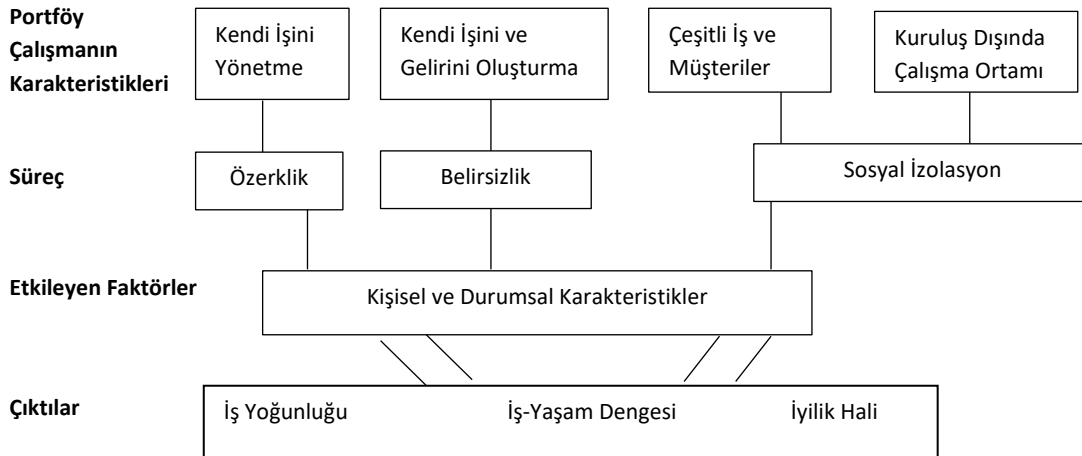 Portföy
Çalışmanın
Karakteristikleri
Kendi İşini
Yönetme
Kendi İşini ve
Gelirini Oluşturma
Çeşitli İş ve
Müşteriler
Kuruluş Dışında
Çalışma Ortamı
Süreç
Özerklik
Belirsizlik
Sosyal İzolasyon
Etkileyen Faktörler
Kişisel ve Durumsal Karakteristikler
Çıktılar
İş Yoğunluğu
İş-Yaşam Dengesi
İyilik Hali